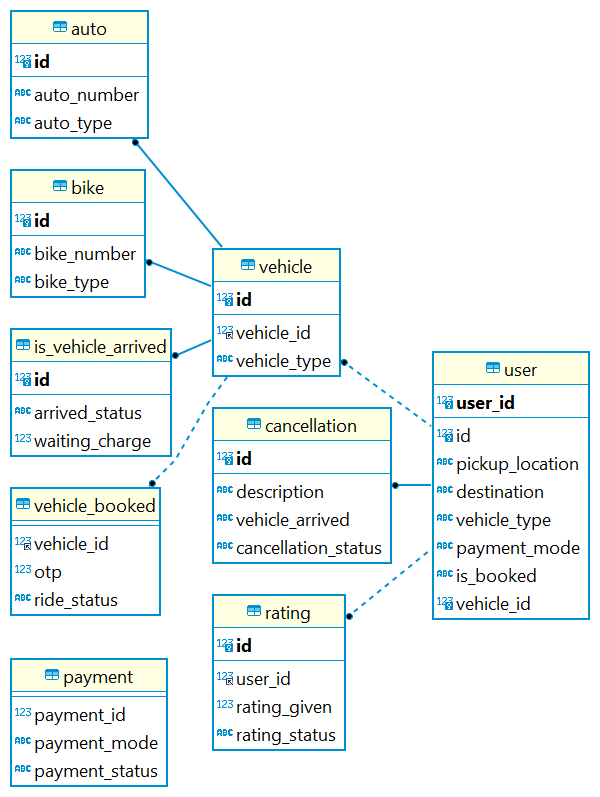 auto
123 id
ABC auto_number
ABC auto_type
bike
123 id
ABC bike_number
ABC bike_type
is_vehicle_arrived
123 id
ABC arrived_status
123 waiting_charge
vehicle_booked
123 vehicle_id
123 otp
ABC ride_status
payment
123 payment_id
ABC payment_mode
ABC payment_status
vehicle
123 id
123 vehicle_id
ABC vehicle_type
cancellation
123 id
ABC description
ABC vehicle_arrived
ABC cancellation_status
rating
123 id
123 user_id
123 rating_given
ABC rating_status
user
123 user_id
123 id
ABC pickup_location
ABC destination
ABC vehicle_type
ABC payment_mode
ABC is_booked
123 vehicle_id